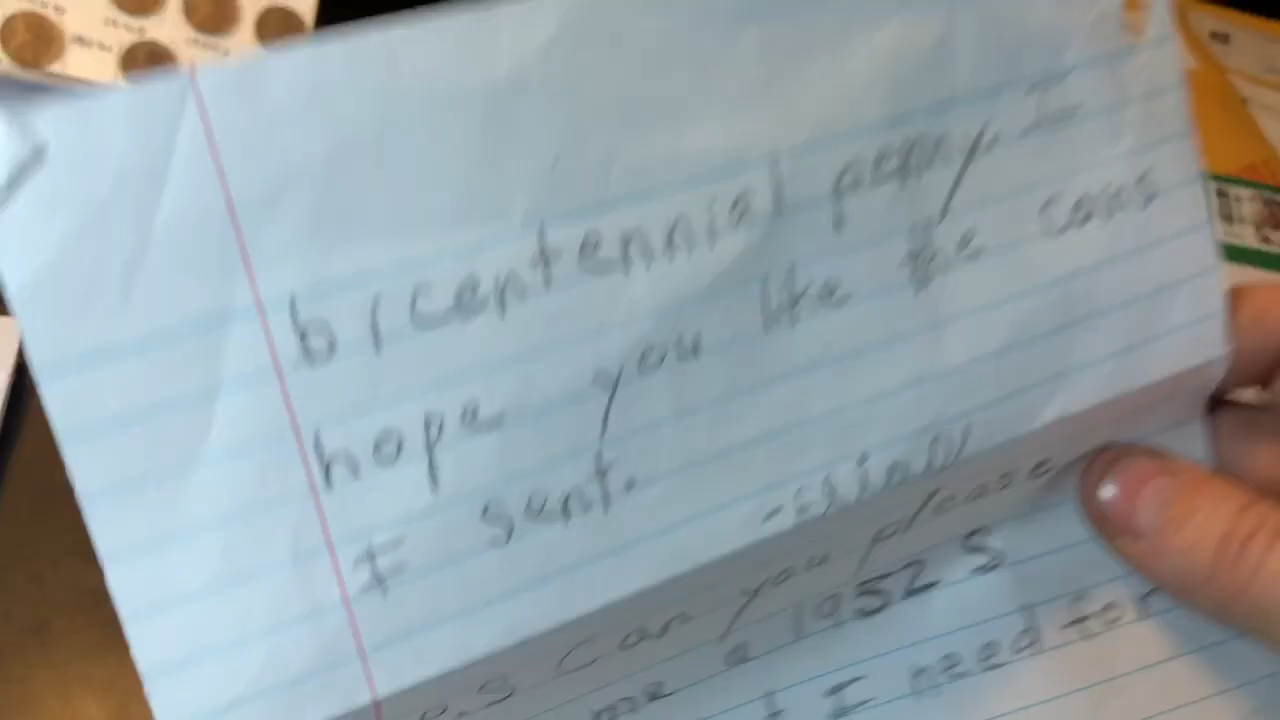 bicentennial penny. I
hope you like the coins
I sent.
P.S can you please
me a 1952 S
I need for